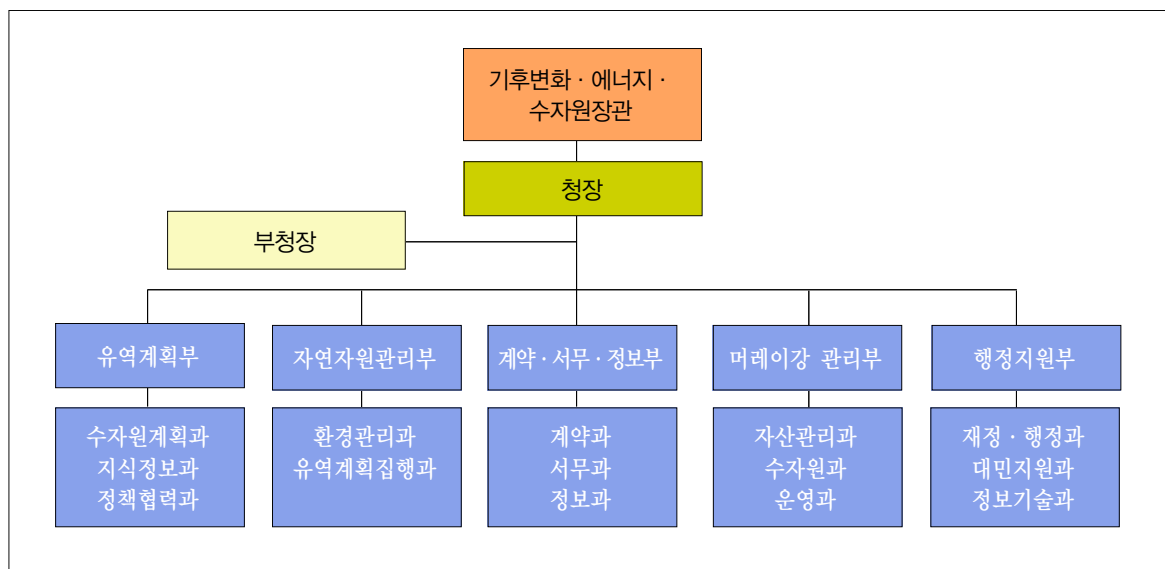 기후변화 · 에너지 ·
수자원장관
청장
부청장
유역계획부
자연자원관리부
계약 · 서무 · 정보부
머레이강 관리부
행정지원부
수자원계획과
지식정보과
정책협력과
환경관리과
유역계획집행과
계약과
서무과
정보과
자산관리과
수자원과
운영과
재정 · 행정과
대민지원과
정보기술과